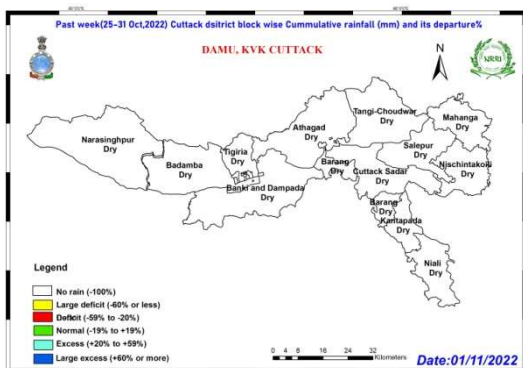 Past week(25-31 Oct,2022) Cuttack dsitrict block wise Cummulative rainfall (mm) and its departure%
DAMU, KVK CUTTACK
NRRI
N
Tangi-Choudwar
Dry
Mahanga
Dry
Athagad
Dry
Narasinghpur
Dry
Badamba
Dry
Tigiria
Dry
Salepur
Dry
Nischintakoili
Dry
Barang
Dry
Cuttack Sadar
Dry
Banki and Dampada
Dry
Barang
Dry
Kantapada
Dry
Niali
Dry
Legend
No rain (-100%)
Large deficit (-60% or less)
Deficit (-59% to -20%)
Normal (-19% to +19%)
Excess (+20% to +59%)
Large excess (+60% or more)
0 4 8 16 24 32
Kilometers
Date:01/11/2022